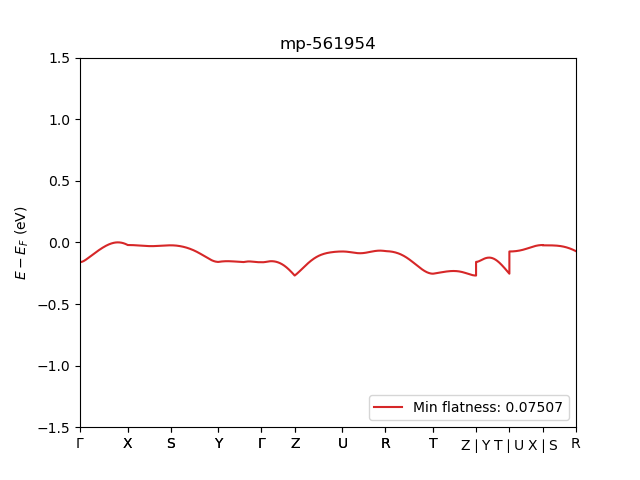 mp-561954
E − E_F (eV)
1.5
1.0
0.5
0.0
−0.5
−1.0
−1.5
Min flatness: 0.07507
Γ X S Y Γ Z U R T Z | Y T | U X | S R